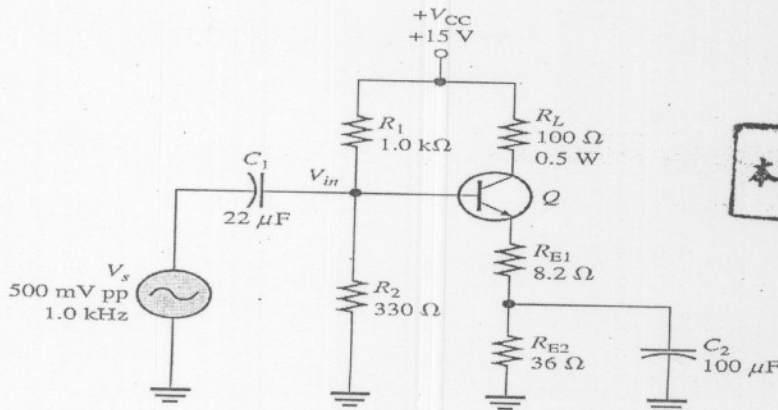 +V_CC
+15 V
R_1
1.0 kΩ
R_L
100 Ω
0.5 W
C_1
22 μF
V_in
Q
V_s
500 mV pp
1.0 kHz
R_2
330 Ω
R_E1
8.2 Ω
R_E2
36 Ω
C_2
100 μF